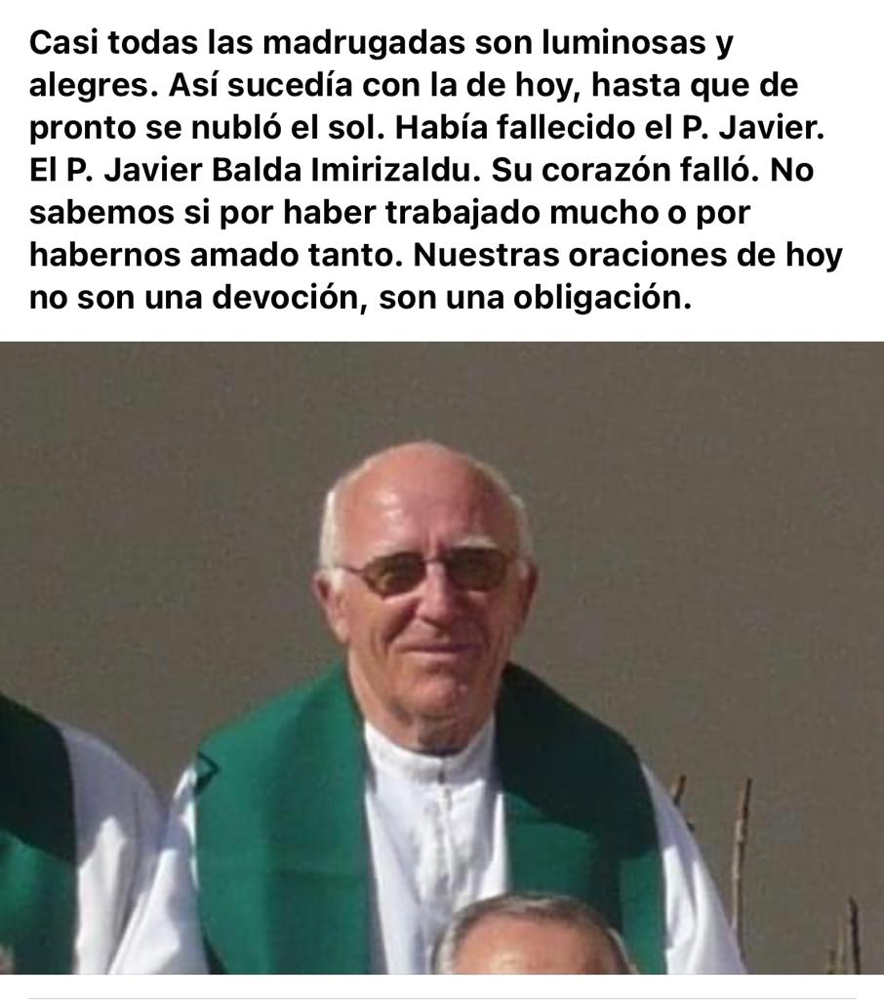 Casi todas las madrugadas son luminosas y
alegres. Así sucedía con la de hoy, hasta que de
pronto se nubló el sol. Había fallecido el P. Javier.
El P. Javier Balda Imirizaldu. Su corazón falló. No
sabemos si por haber trabajado mucho o por
habernos amado tanto. Nuestras oraciones de hoy
no son una devoción, son una obligación.